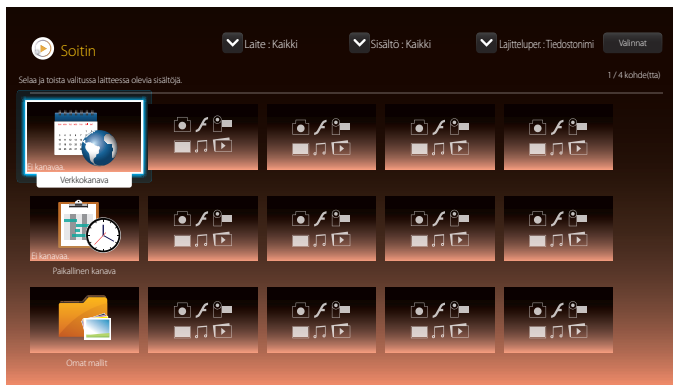 Soitin
Laite : Kaikki
Sisältö : Kaikki
Lajitteluper. : Tiedostonimi
Valinnat
Selaa ja toista valitussa laitteessa olevia sisältöjä.
1 / 4 kohde(tta)
Ei kanavaa.
Verkkokanava
Ei kanavaa.
Paikallinen kanava
Omat mallit